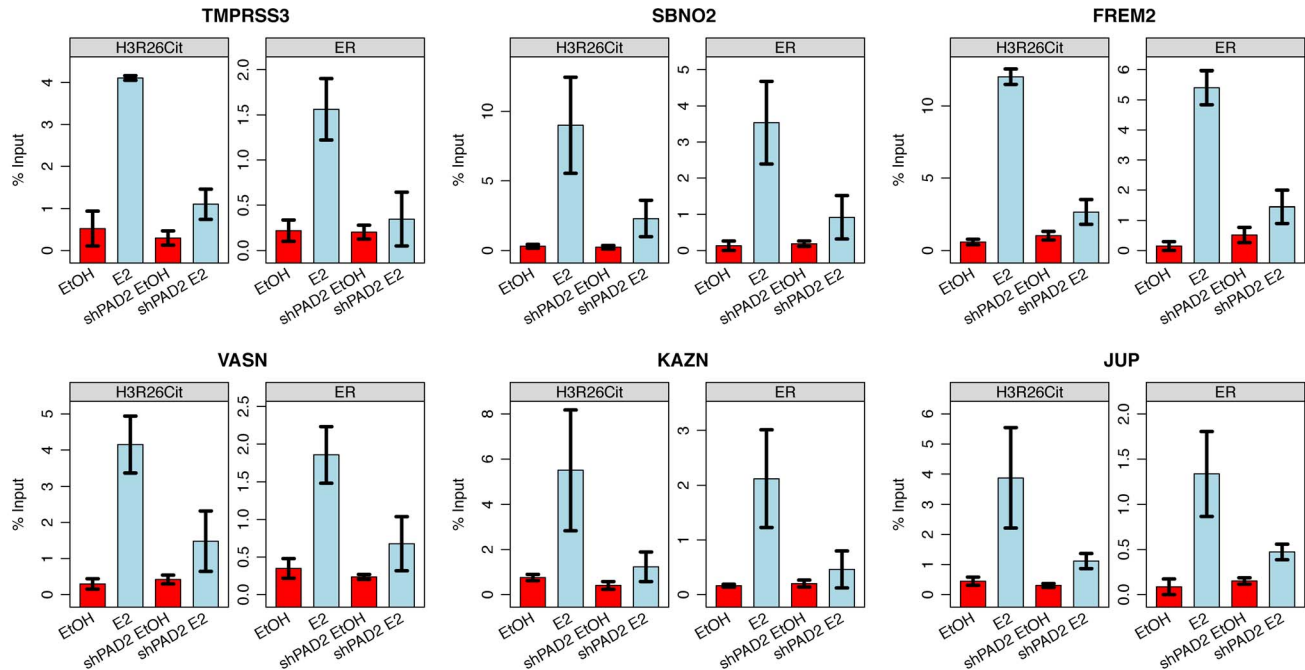 TMPRSS3
H3R26Cit
ER
% Input
0
1
2
3
4
0.0
0.5
1.0
1.5
2.0
EtOH
E2
shPAD2 EtOH
shPAD2 E2
EtOH
E2
shPAD2 EtOH
shPAD2 E2
SBNO2
H3R26Cit
ER
% Input
0
5
10
0
1
2
3
4
5
EtOH
E2
shPAD2 EtOH
shPAD2 E2
EtOH
E2
shPAD2 EtOH
shPAD2 E2
FREM2
H3R26Cit
ER
% Input
0
5
10
0
1
2
3
4
5
6
EtOH
E2
shPAD2 EtOH
shPAD2 E2
EtOH
E2
shPAD2 EtOH
shPAD2 E2
VASN
H3R26Cit
ER
% Input
0
1
2
3
4
5
0.0
0.5
1.0
1.5
2.0
2.5
EtOH
E2
shPAD2 EtOH
shPAD2 E2
EtOH
E2
shPAD2 EtOH
shPAD2 E2
KAZN
H3R26Cit
ER
% Input
0
2
4
6
8
0
1
2
3
EtOH
E2
shPAD2 EtOH
shPAD2 E2
EtOH
E2
shPAD2 EtOH
shPAD2 E2
JUP
H3R26Cit
ER
% Input
0
1
2
3
4
5
6
0.0
0.5
1.0
1.5
2.0
EtOH
E2
shPAD2 EtOH
shPAD2 E2
EtOH
E2
shPAD2 EtOH
shPAD2 E2